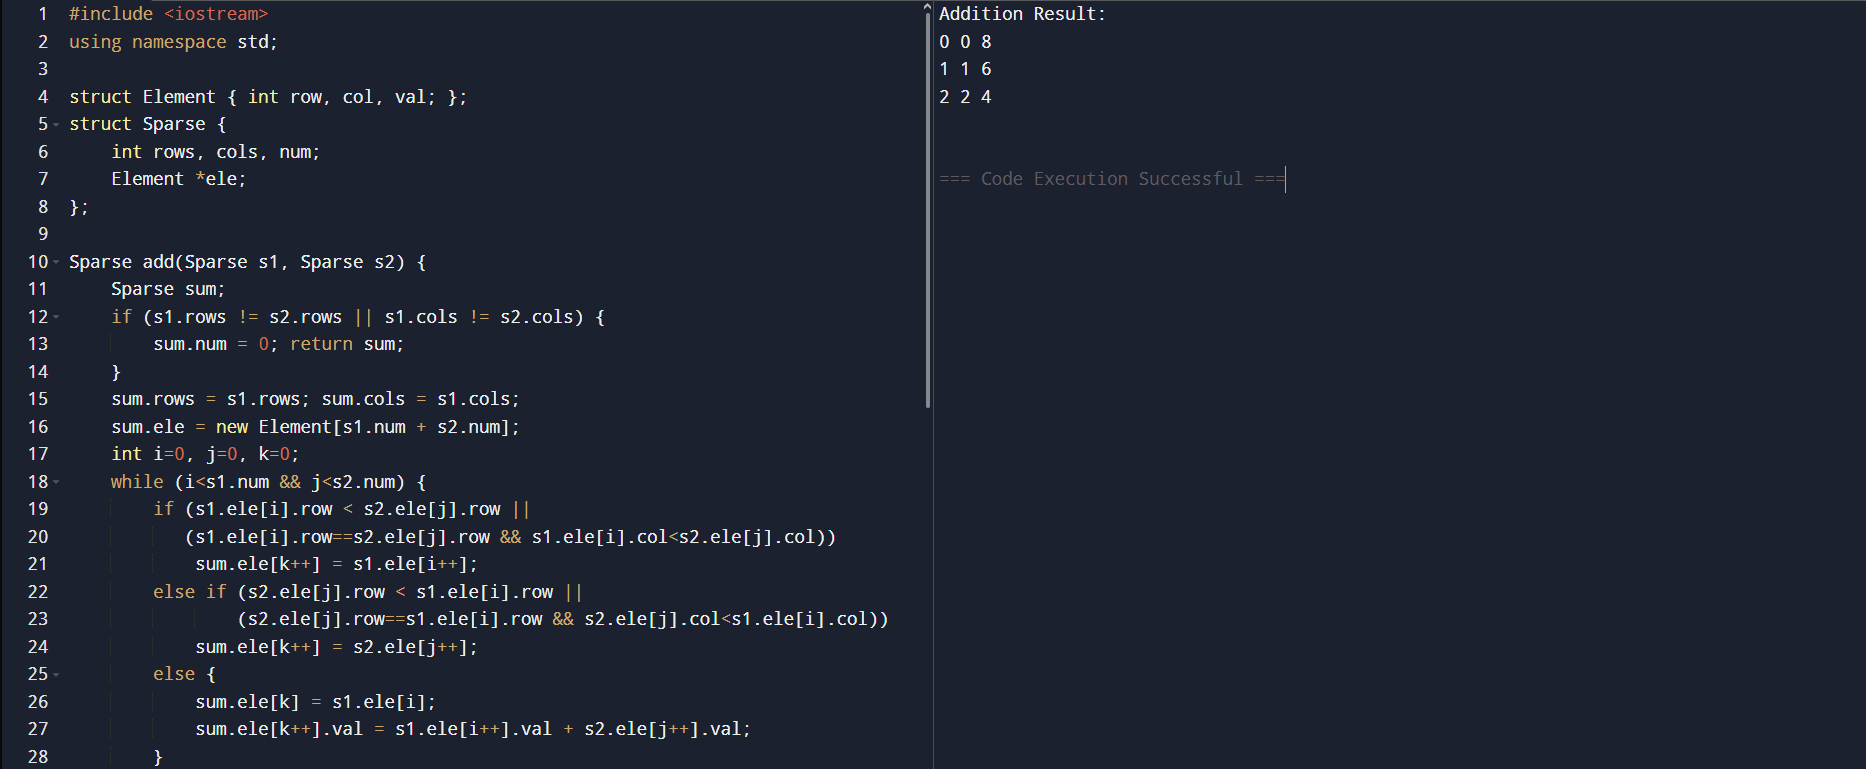 1 #include <iostream>
2 using namespace std;
3
4 struct Element { int row, col, val; };
5 struct Sparse {
6     int rows, cols, num;
7     Element *ele;
8 };
9
10 Sparse add(Sparse s1, Sparse s2) {
11     Sparse sum;
12     if (s1.rows != s2.rows || s1.cols != s2.cols) {
13         sum.num = 0; return sum;
14     }
15     sum.rows = s1.rows; sum.cols = s1.cols;
16     sum.ele = new Element[s1.num + s2.num];
17     int i=0, j=0, k=0;
18     while (i<s1.num && j<s2.num) {
19         if (s1.ele[i].row < s2.ele[j].row ||
20            (s1.ele[i].row==s2.ele[j].row && s1.ele[i].col<s2.ele[j].col))
21             sum.ele[k++] = s1.ele[i++];
22         else if (s2.ele[j].row < s1.ele[i].row ||
23                 (s2.ele[j].row==s1.ele[i].row && s2.ele[j].col<s1.ele[i].col))
24             sum.ele[k++] = s2.ele[j++];
25         else {
26             sum.ele[k] = s1.ele[i];
27             sum.ele[k++].val = s1.ele[i++].val + s2.ele[j++].val;
28         }
Addition Result:
0 0 8
1 1 6
2 2 4
=== Code Execution Successful ===